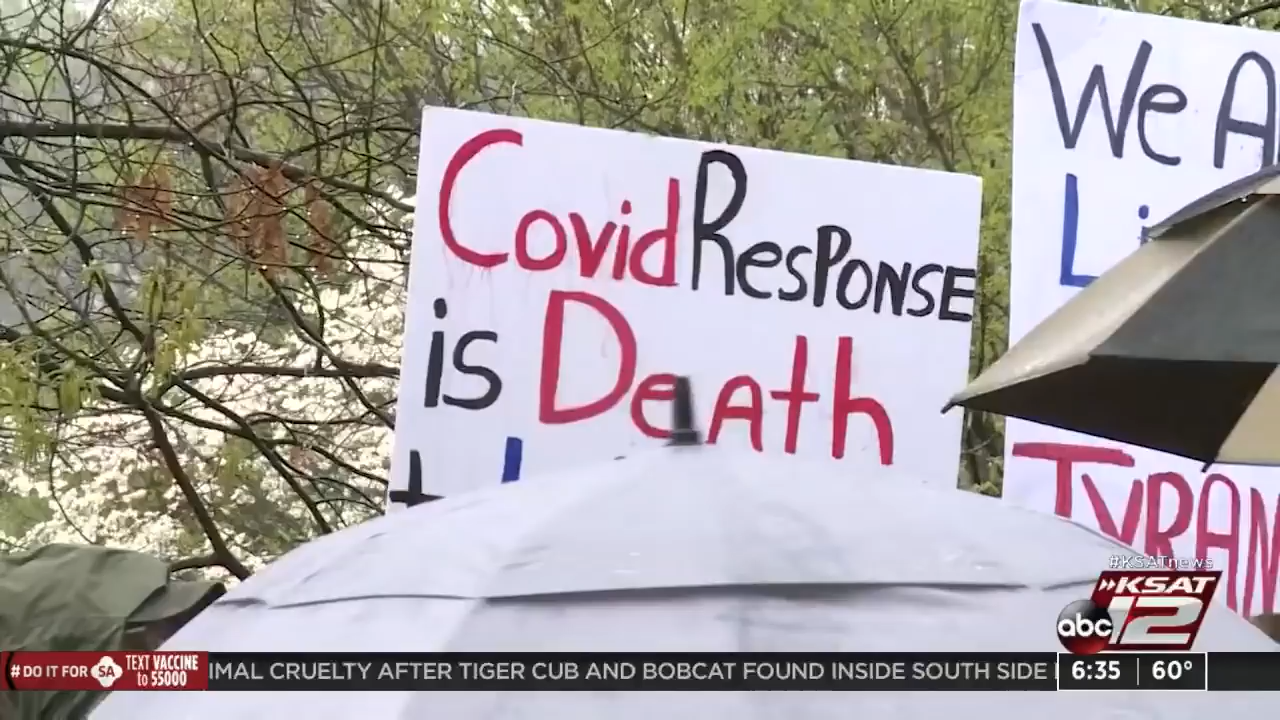 Covid Response
is Death
We A
Li
TYRAN
#KSATnews
KSAT
abc 12
#DO IT FOR SA TEXT VACCINE to 55000
IMAL CRUELTY AFTER TIGER CUB AND BOBCAT FOUND INSIDE SOUTH SIDE
6:35 60°